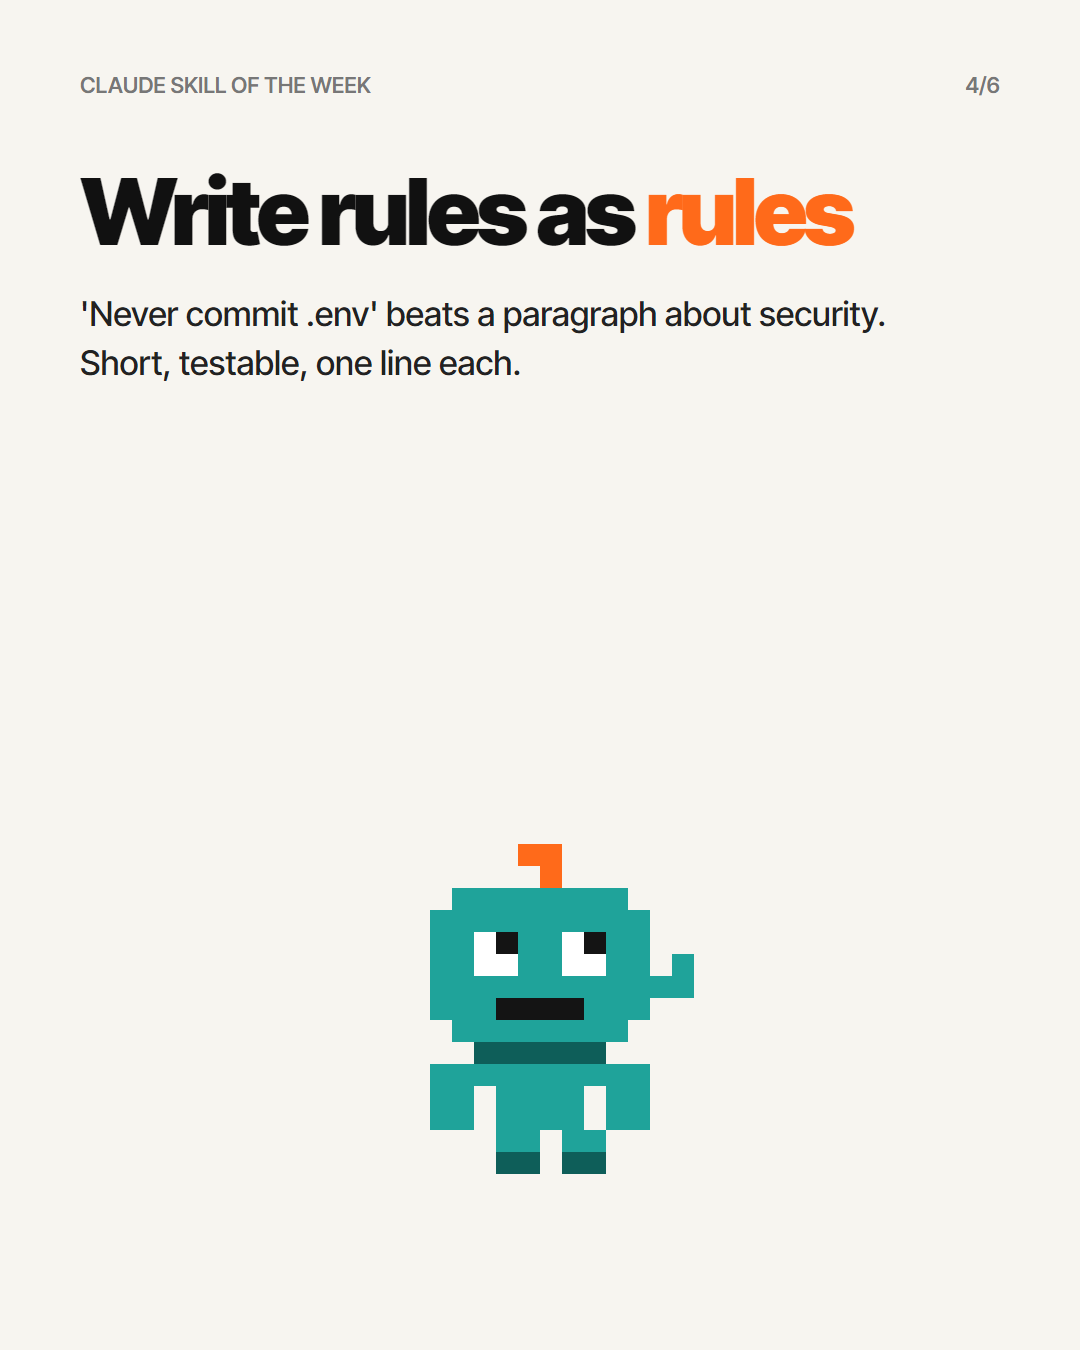 CLAUDE SKILL OF THE WEEK
4/6
Write rules as rules
'Never commit .env' beats a paragraph about security.
Short, testable, one line each.